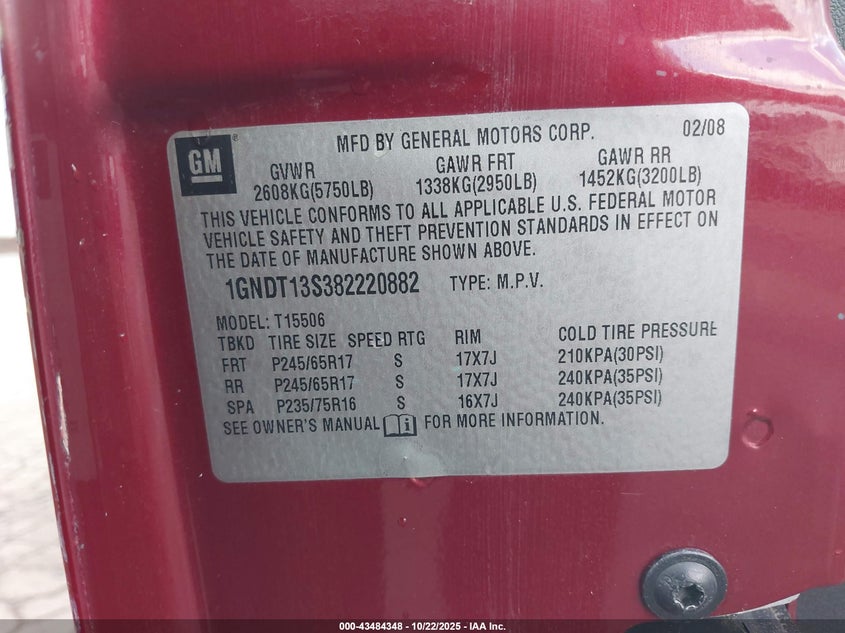 MFD BY GENERAL MOTORS CORP. 02/08
GM®
GVWR GAWR FRT GAWR RR
2608KG(5750LB) 1338KG(2950LB) 1452KG(3200LB)
THIS VEHICLE CONFORMS TO ALL APPLICABLE U.S. FEDERAL MOTOR
VEHICLE SAFETY AND THEFT PREVENTION STANDARDS IN EFFECT ON
THE DATE OF MANUFACTURE SHOWN ABOVE.
1GNDT13S382220882 TYPE: M.P.V.
MODEL: T15506
TBKD TIRE SIZE SPEED RTG RIM COLD TIRE PRESSURE
FRT P245/65R17 S 17X7J 210KPA(30PSI)
RR P245/65R17 S 17X7J 240KPA(35PSI)
SPA P235/75R16 S 16X7J 240KPA(35PSI)
SEE OWNER'S MANUAL i FOR MORE INFORMATION.
000-43484348 | 10/22/2025 - IAA Inc.